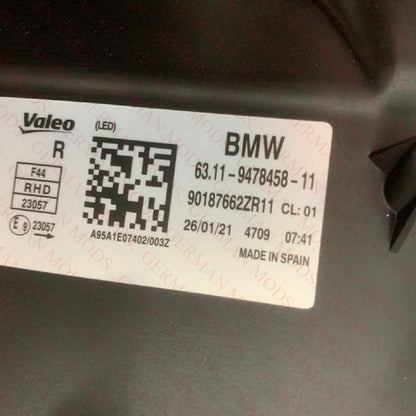 Valeo
(LED)
BMW
R
63.11-9478458-11
F44
RHD
23057
90187662ZR11 CL: 01
E9 23057
26/01/21 4709 07:41
A95A1E07402/003Z
MADE IN SPAIN
GERMAN MODS.